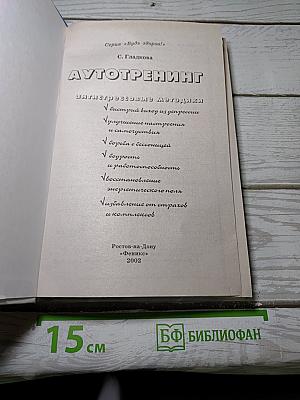 Серия «Будь здоров!»
С. Гладкова
АУТОТРЕНИНГ
антистрессовые методики
√быстрый выход из депрессии
√улучшение настроения
и самочувствия
√борьба с бессонницей
√бодрость
и работоспособность
√восстановление
энергетического поля
√избавление от страхов
и комплексов
Ростов-на-Дону
«Феникс»
2002
15 см
БФ БИБЛИОФАН